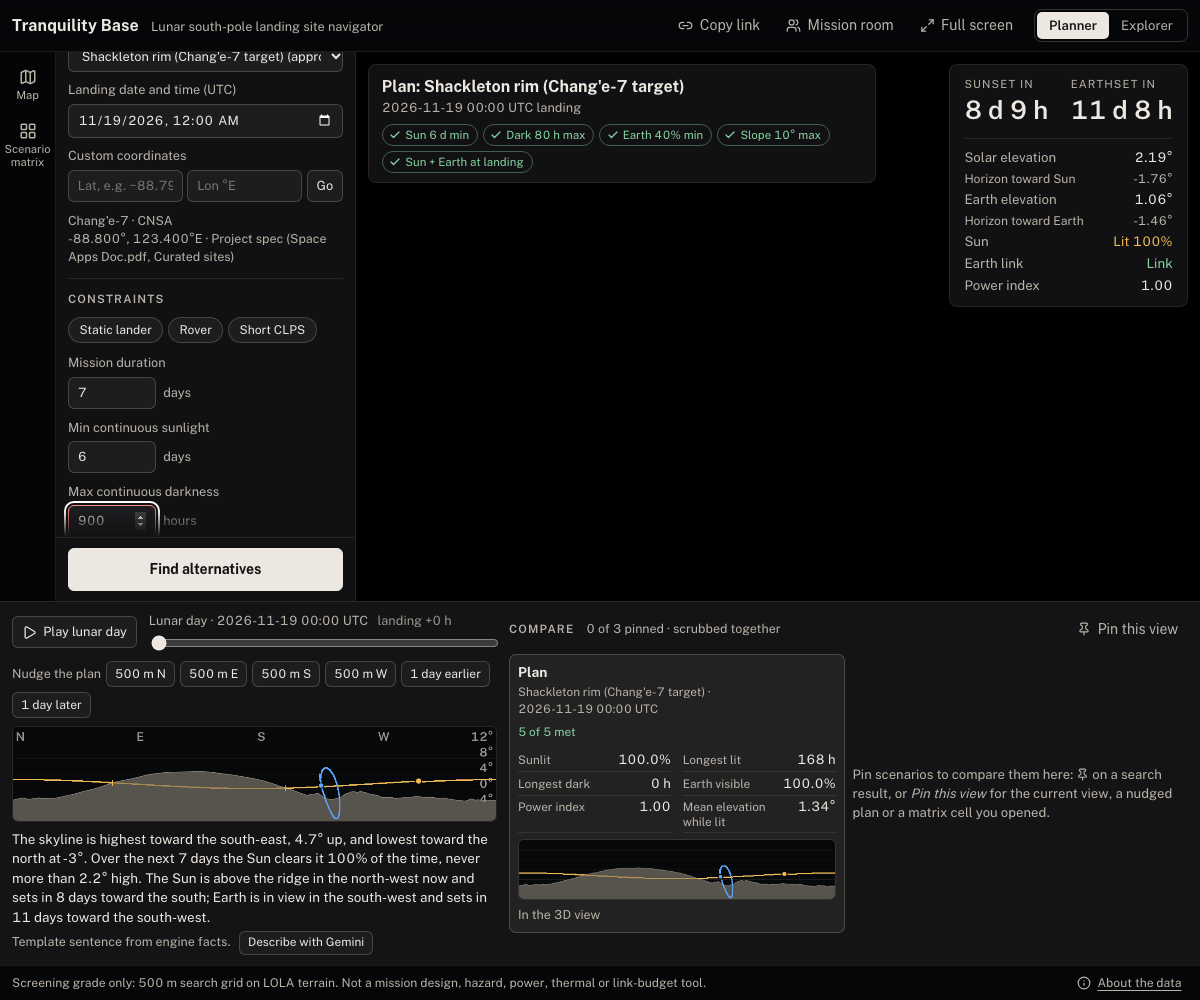 Tranquility Base Lunar south-pole landing site navigator
Copy link
Mission room
Full screen
Planner
Explorer
Map
Scenario
matrix
Shackleton rim (Chang'e-7 target) (appr
Landing date and time (UTC)
11/19/2026, 12:00 AM
Custom coordinates
Lat, e.g. −88.79
Lon °E
Go
Chang'e-7 · CNSA
-88.800°, 123.400°E · Project spec (Space
Apps Doc.pdf, Curated sites)
CONSTRAINTS
Static lander
Rover
Short CLPS
Mission duration
7 days
Min continuous sunlight
6 days
Max continuous darkness
900 hours
Find alternatives
Plan: Shackleton rim (Chang'e-7 target)
2026-11-19 00:00 UTC landing
Sun 6 d min
Dark 80 h max
Earth 40% min
Slope 10° max
Sun + Earth at landing
SUNSET IN
8 d 9 h
EARTHSET IN
11 d 8 h
Solar elevation 2.19°
Horizon toward Sun -1.76°
Earth elevation 1.06°
Horizon toward Earth -1.46°
Sun Lit 100%
Earth link Link
Power index 1.00
Play lunar day
Lunar day · 2026-11-19 00:00 UTC landing +0 h
Nudge the plan
500 m N
500 m E
500 m S
500 m W
1 day earlier
1 day later
N E S W 12°
8°
4°
0°
4°
The skyline is highest toward the south-east, 4.7° up, and lowest toward the
north at -3°. Over the next 7 days the Sun clears it 100% of the time, never
more than 2.2° high. The Sun is above the ridge in the north-west now and
sets in 8 days toward the south; Earth is in view in the south-west and sets in
11 days toward the south-west.
Template sentence from engine facts.
Describe with Gemini
COMPARE 0 of 3 pinned · scrubbed together
Pin this view
Plan
Shackleton rim (Chang'e-7 target) ·
2026-11-19 00:00 UTC
5 of 5 met
Sunlit 100.0%
Longest lit 168 h
Longest dark 0 h
Earth visible 100.0%
Power index 1.00
Mean elevation 1.34°
while lit
In the 3D view
Pin scenarios to compare them here: on a search
result, or Pin this view for the current view, a nudged
plan or a matrix cell you opened.
Screening grade only: 500 m search grid on LOLA terrain. Not a mission design, hazard, power, thermal or link-budget tool.
About the data